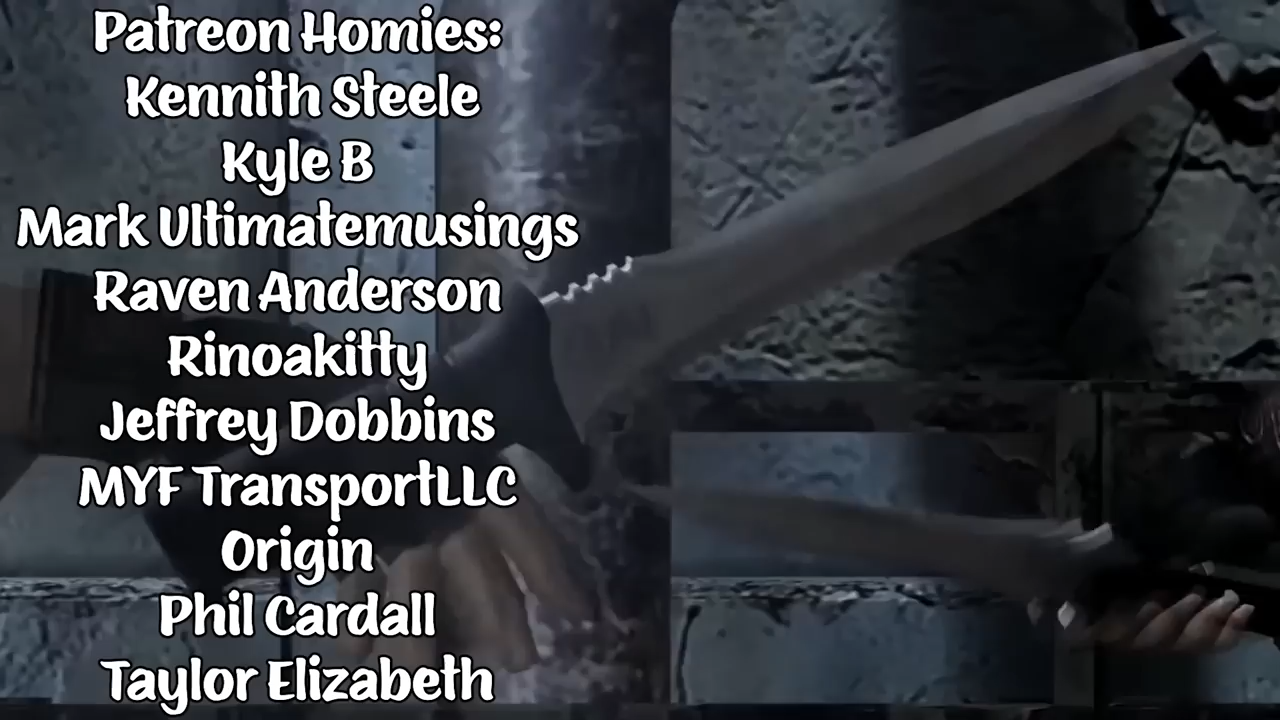 Patreon Homies:
Kennith Steele
Kyle B
Mark Ultimatemusings
Raven Anderson
Rinoakitty
Jeffrey Dobbins
MYF TransportLLC
Origin
Phil Cardall
Taylor Elizabeth